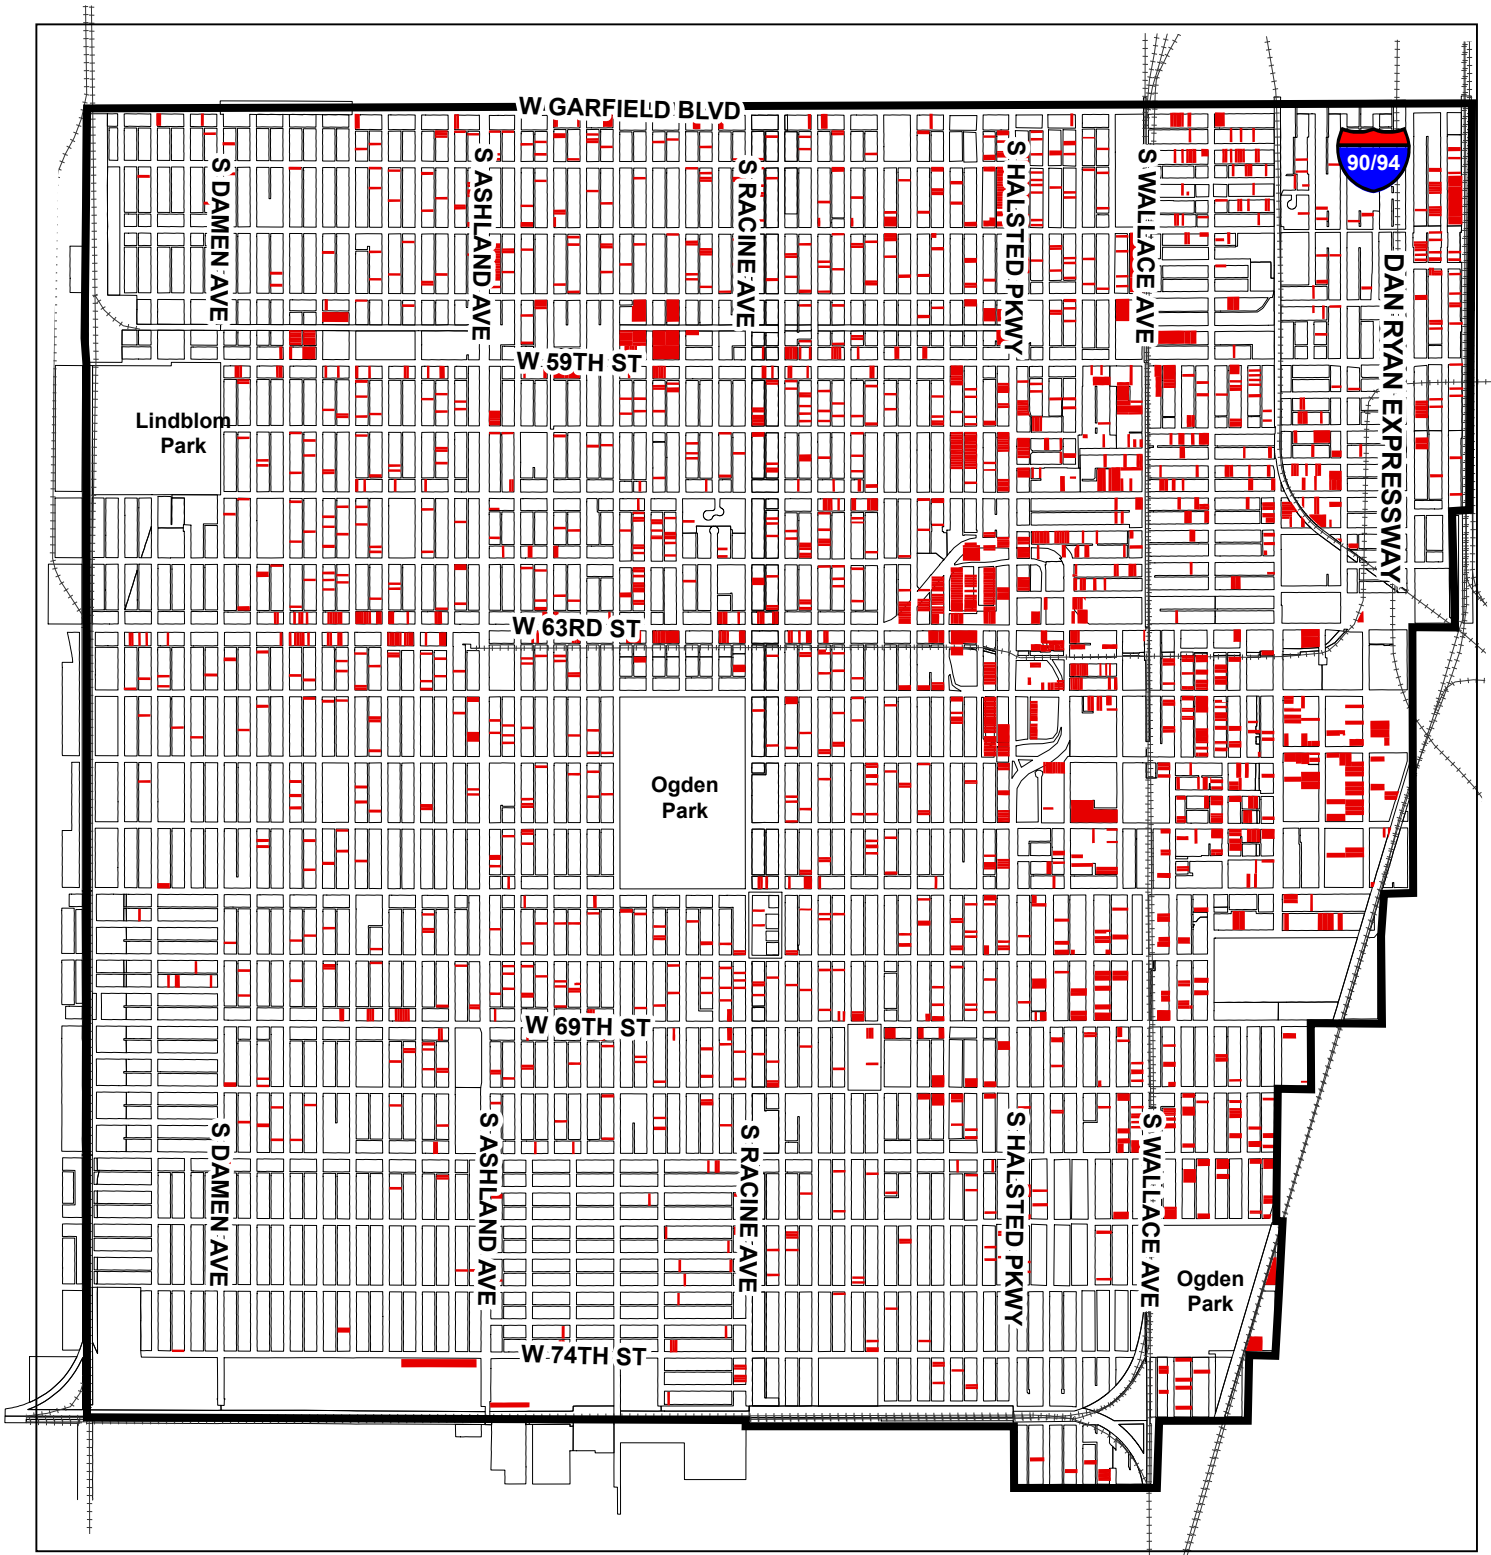 W GARFIELD BLVD
S DAMEN AVE
S ASHLAND AVE
S RACINE AVE
S HALSTED PKWY
S WALLACE AVE
90/94
DAN RYAN EXPRESSWAY
W 59TH ST
Lindblom
Park
W 63RD ST
Ogden
Park
W 69TH ST
S DAMEN AVE
S ASHLAND AVE
S RACINE AVE
S HALSTED PKWY
S WALLACE AVE
Ogden
Park
W 74TH ST